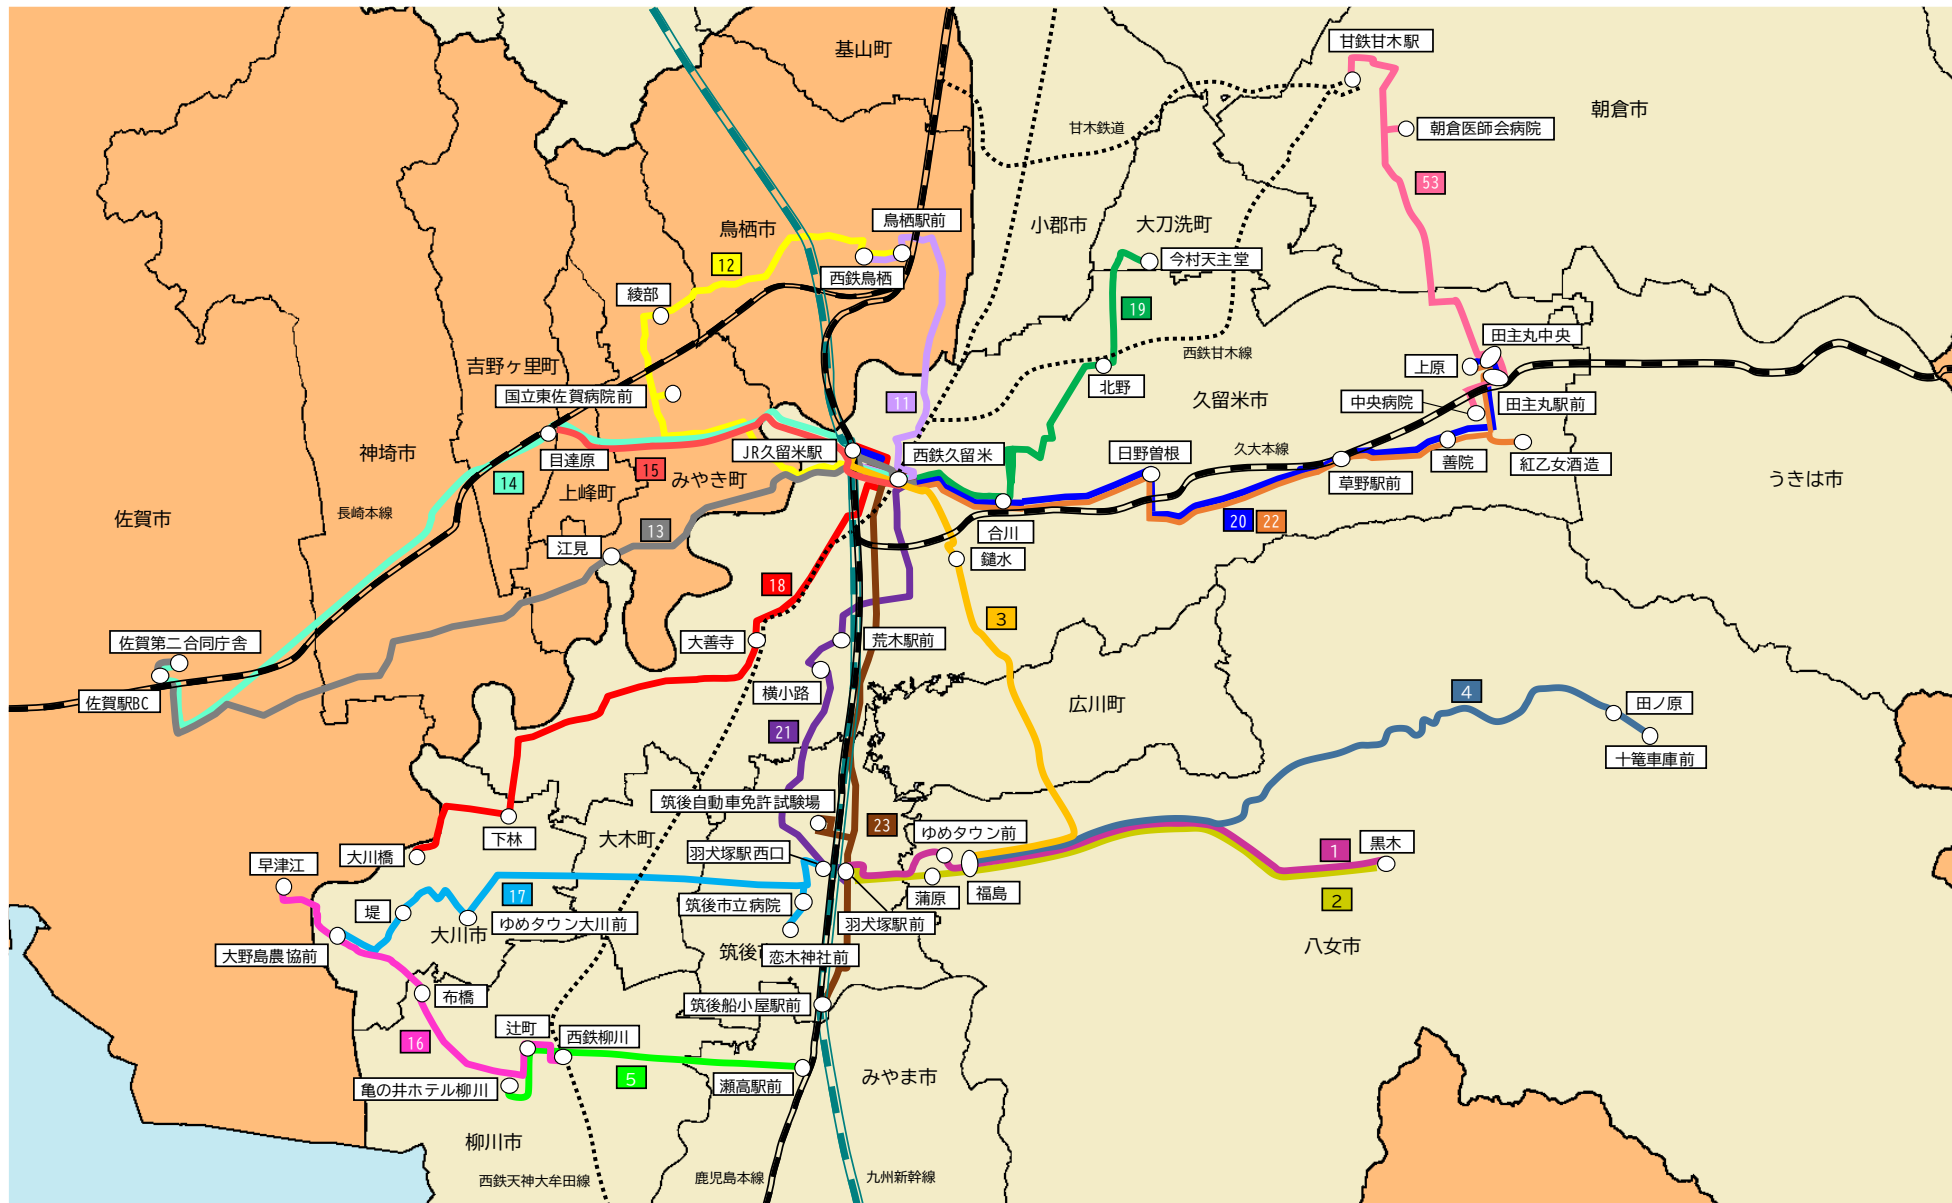 基山町
甘鉄甘木駅
朝倉市
甘木鉄道
朝倉医師会病院
53
鳥栖市
鳥栖駅前
小郡市
大刀洗町
12
西鉄鳥栖
今村天主堂
綾部
19
田主丸中央
吉野ヶ里町
西鉄甘木線
上原
国立東佐賀病院前
北野
久留米市
11
中央病院
田主丸駅前
神埼市
JR久留米駅
西鉄久留米
日野曽根
久大本線
目達原
15
みやき町
善院
紅乙女酒造
うきは市
14
上峰町
草野駅前
佐賀市
長崎本線
13
20
22
江見
合川
鑓水
18
3
佐賀第二合同庁舎
大善寺
荒木駅前
佐賀駅BC
横小路
4
田ノ原
広川町
21
十篭車庫前
筑後自動車免許試験場
下林
大木町
23
ゆめタウン前
黒木
大川橋
羽犬塚駅西口
1
早津江
17
蒲原
福島
2
堤
筑後市立病院
ゆめタウン大川前
羽犬塚駅前
大川市
八女市
大野島農協前
筑後
恋木神社前
布橋
筑後船小屋駅前
辻町
西鉄柳川
16
5
みやま市
亀の井ホテル柳川
瀬高駅前
柳川市
西鉄天神大牟田線
鹿児島本線
九州新幹線